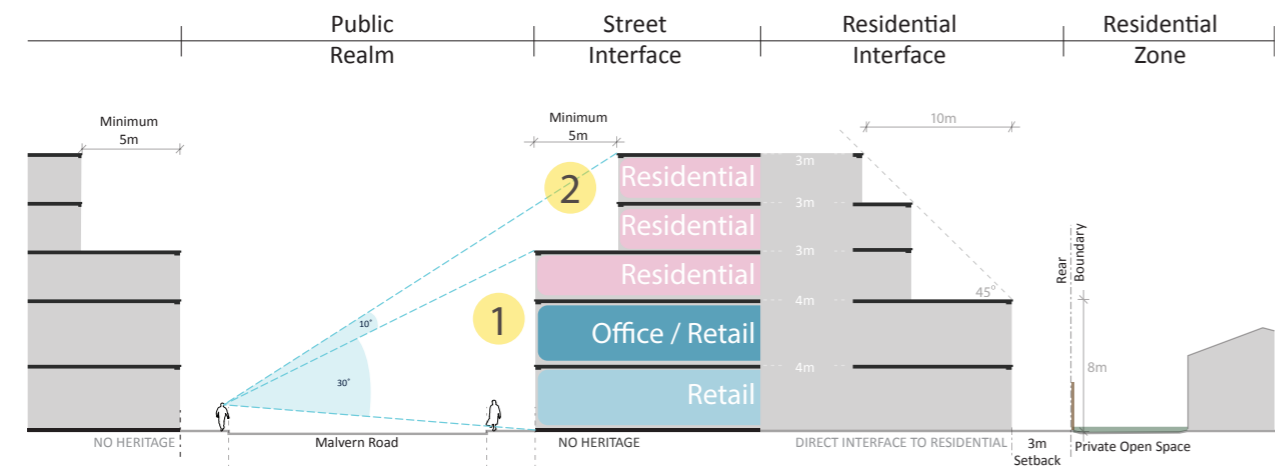 Public
Realm
Street
Interface
Residential
Interface
Residential
Zone
Minimum
5m
Minimum
5m
10m
2
1
10°
30°
Residential
Residential
Residential
Office / Retail
Retail
3m
3m
3m
4m
4m
45°
Rear
Boundary
8m
NO HERITAGE
Malvern Road
NO HERITAGE
DIRECT INTERFACE TO RESIDENTIAL
3m
Setback
Private Open Space